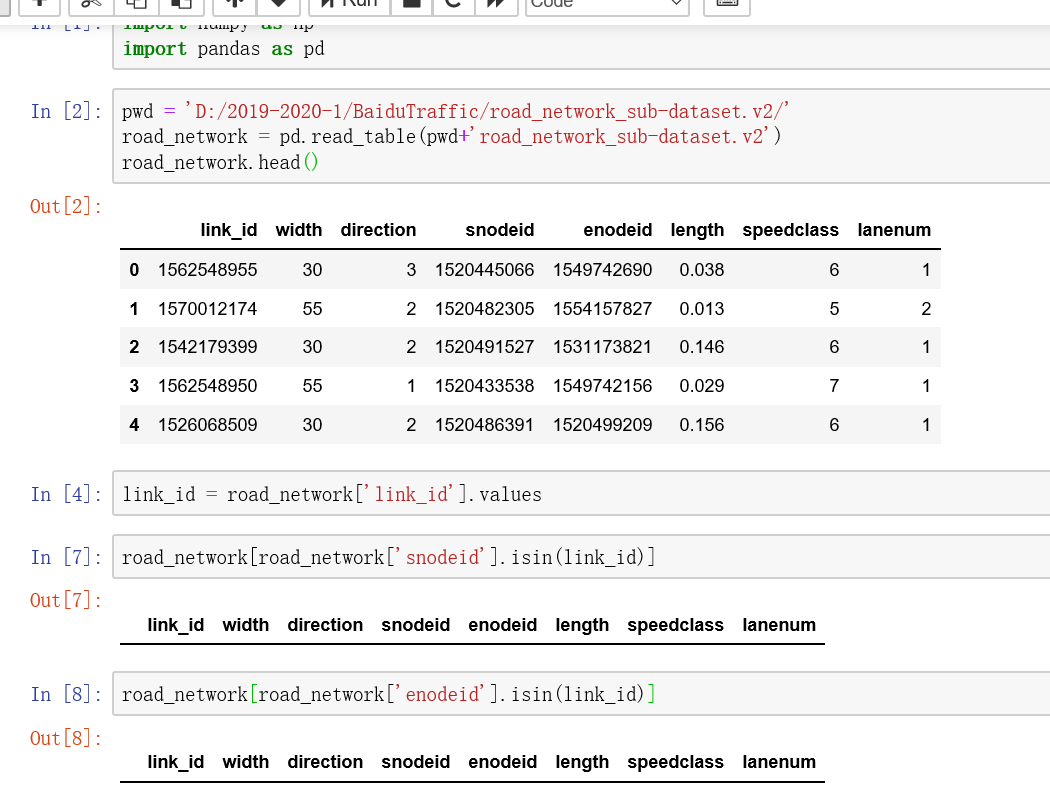 Run
Code
In [1]: import numpy as np
import pandas as pd
In [2]: pwd = 'D:/2019-2020-1/BaiduTraffic/road_network_sub-dataset.v2/'
road_network = pd.read_table(pwd+'road_network_sub-dataset.v2')
road_network.head()
Out[2]:
link_id width direction snodeid enodeid length speedclass lanenum
0 1562548955 30 3 1520445066 1549742690 0.038 6 1
1 1570012174 55 2 1520482305 1554157827 0.013 5 2
2 1542179399 30 2 1520491527 1531173821 0.146 6 1
3 1562548950 55 1 1520433538 1549742156 0.029 7 1
4 1526068509 30 2 1520486391 1520499209 0.156 6 1
In [4]: link_id = road_network['link_id'].values
In [7]: road_network[road_network['snodeid'].isin(link_id)]
Out[7]:
link_id width direction snodeid enodeid length speedclass lanenum
In [8]: road_network[road_network['enodeid'].isin(link_id)]
Out[8]:
link_id width direction snodeid enodeid length speedclass lanenum